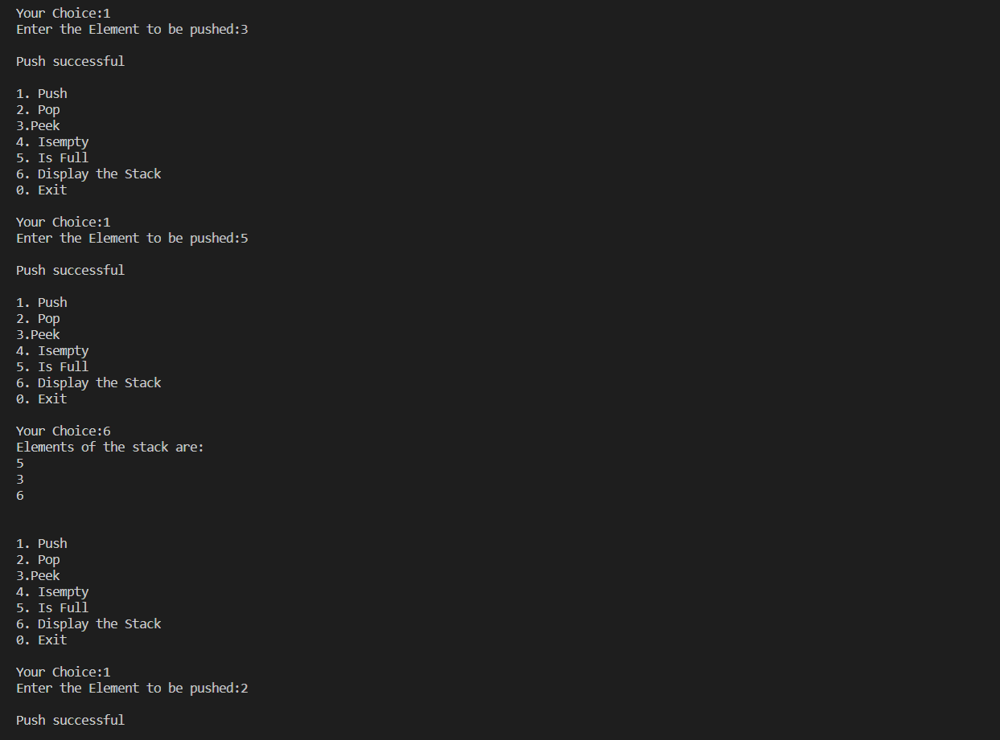 Your Choice:1
Enter the Element to be pushed:3
Push successful
1. Push
2. Pop
3.Peek
4. Isempty
5. Is Full
6. Display the Stack
0. Exit
Your Choice:1
Enter the Element to be pushed:5
Push successful
1. Push
2. Pop
3.Peek
4. Isempty
5. Is Full
6. Display the Stack
0. Exit
Your Choice:6
Elements of the stack are:
5
3
6
1. Push
2. Pop
3.Peek
4. Isempty
5. Is Full
6. Display the Stack
0. Exit
Your Choice:1
Enter the Element to be pushed:2
Push successful